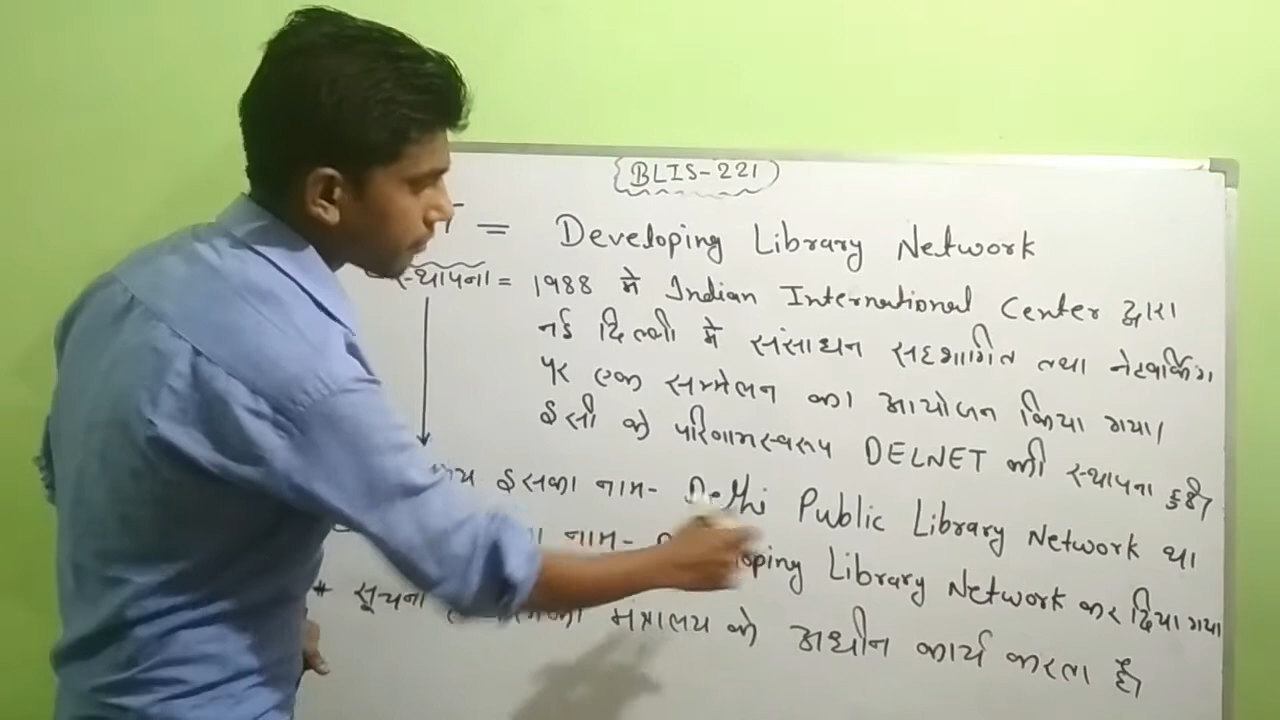 BLIS-221
= Developing Library Network
स्थापना = 1988 मे Indian International Center द्वारा
नई दिल्ली मे संसाधन सहभागित तथा नेटवर्किंग
पर एक सम्मेलन का आयोजन किया गया।
इसी के परिणामस्वरूप DELNET की स्थापना हुई।
इसका नाम- Delhi Public Library Network था
नाम- Library Network कर दिया गया
* सूचना मंत्रालय के अधीन कार्य करता है।